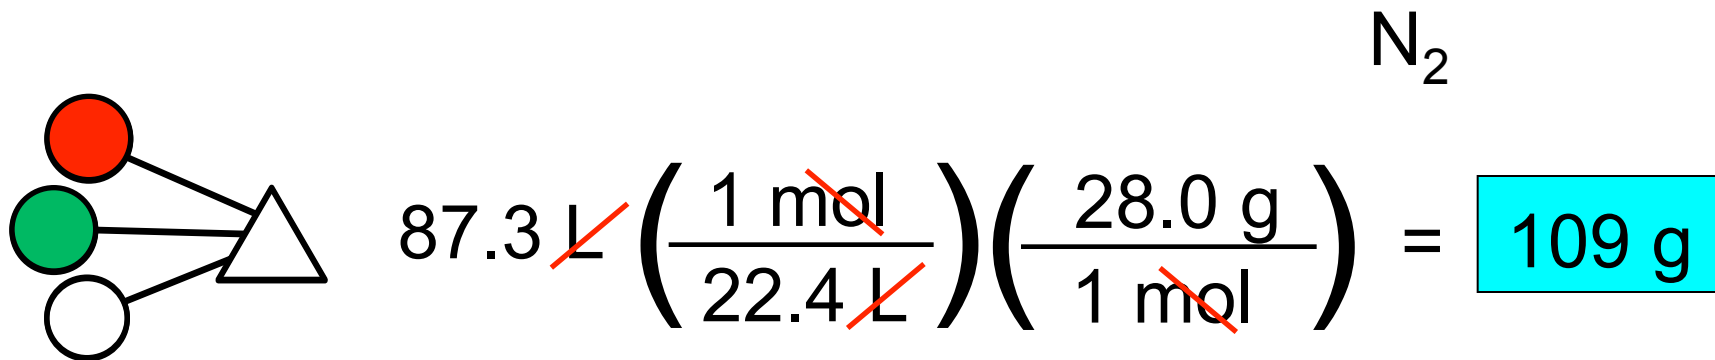 N₂
87.3 L (1 mol / 22.4 L) (28.0 g / 1 mol) = 109 g